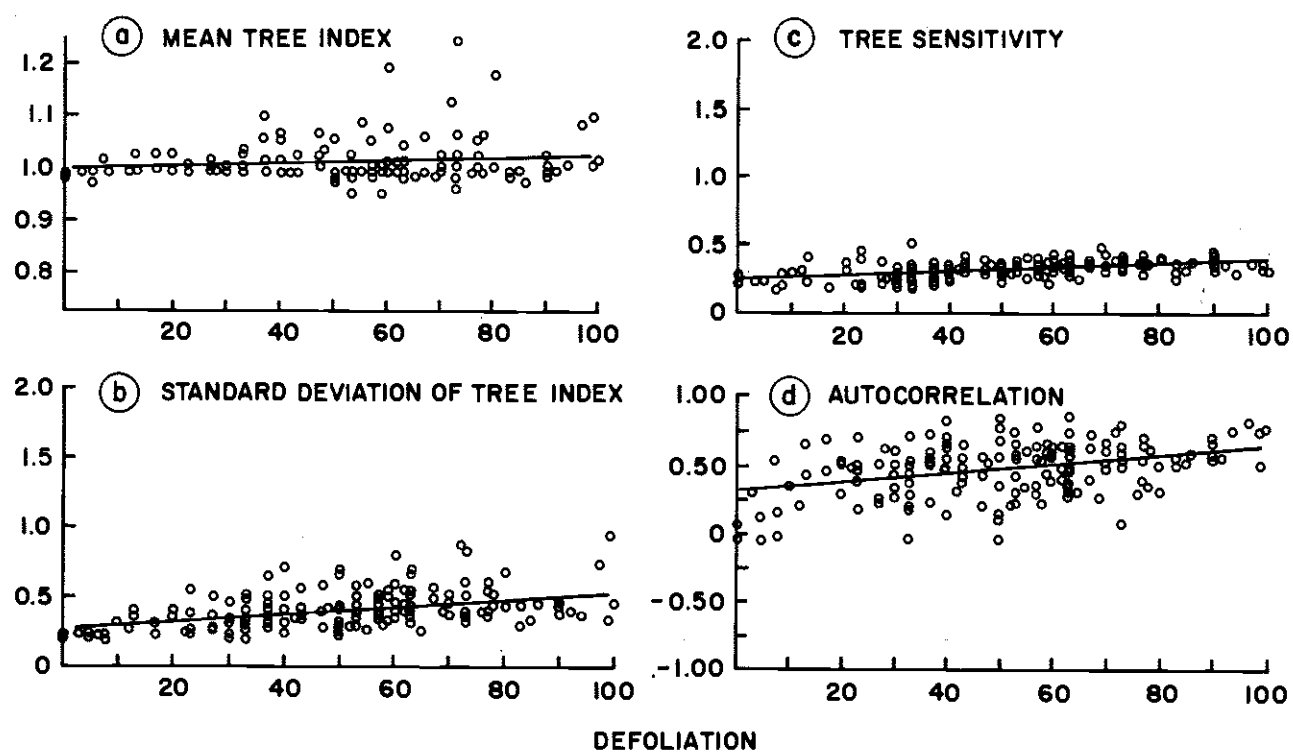 a MEAN TREE INDEX
1.2
1.1
1.0
0.9
0.8
20 40 60 80 100
b STANDARD DEVIATION OF TREE INDEX
2.0
1.5
1.0
0.5
0
20 40 60 80 100
c TREE SENSITIVITY
2.0
1.5
1.0
0.5
0
20 40 60 80 100
d AUTOCORRELATION
1.00
0.50
0
-0.50
-1.00
20 40 60 80 100
DEFOLIATION